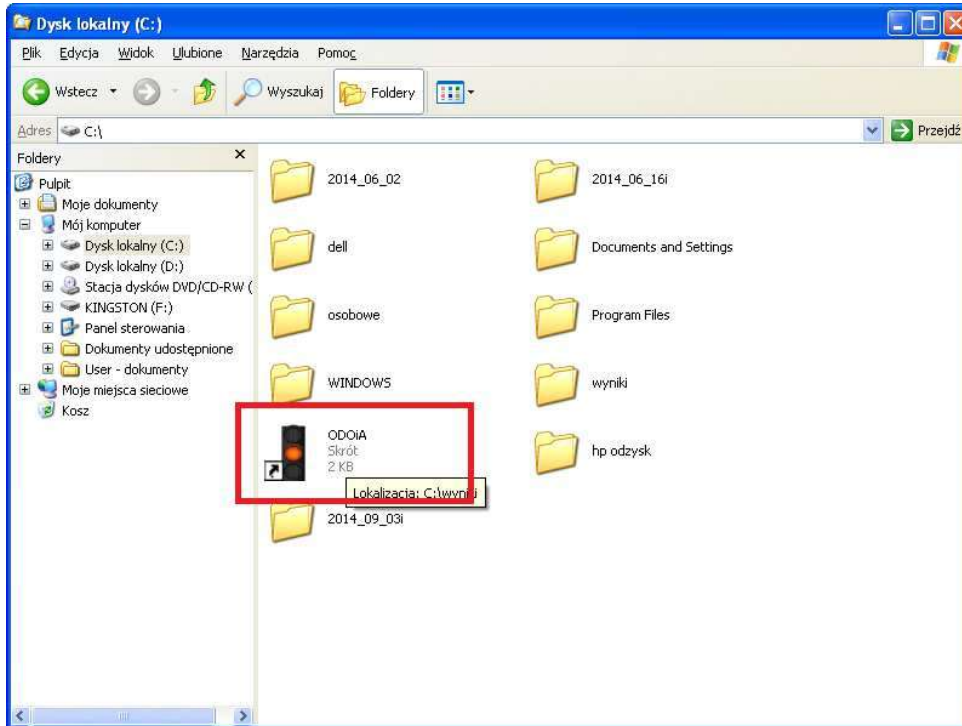 Dysk lokalny (C:)
Plik Edycja Widok Ulubione Narzędzia Pomoc
Wstecz Wyszukaj Foldery
Adres C:\ Przejdź
Foldery
Pulpit
Moje dokumenty
Mój komputer
Dysk lokalny (C:)
Dysk lokalny (D:)
Stacja dysków DVD/CD-RW (
KINGSTON (F:)
Panel sterowania
Dokumenty udostępnione
User - dokumenty
Moje miejsca sieciowe
Kosz
2014_06_02 2014_06_16i
dell Documents and Settings
osobowe Program Files
WINDOWS wyniki
ODOiA
Skrót
2 KB
hp odzysk
Lokalizacja: C:\wyniki
2014_09_03i